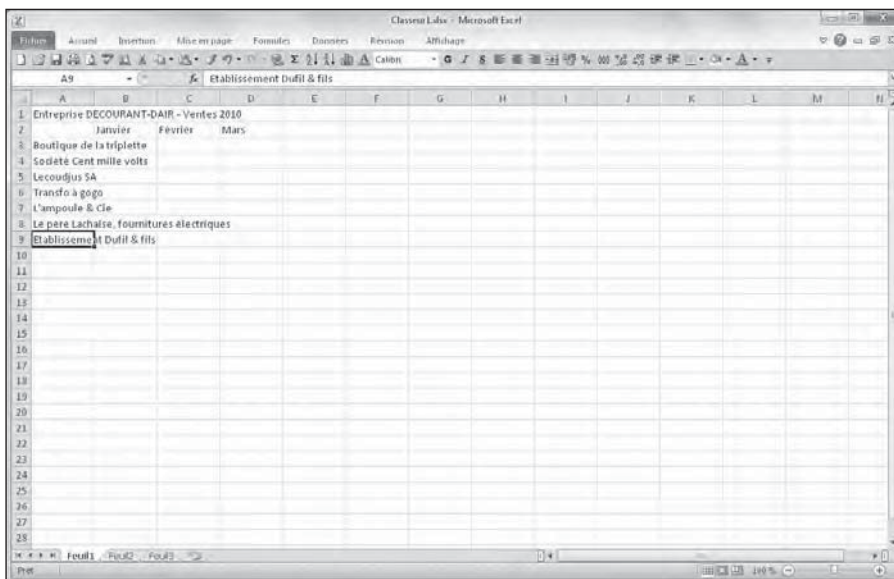 Classeur1.xlsx - Microsoft Excel
Fichier Accueil Insertion Mise en page Formules Données Révision Affichage
Calibri G I S % 000
A9 fx Etablissement Dufil & fils
A B C D E F G H I J K L M N
1 Entreprise DECOURANT-DAIR - Ventes 2010
2 Janvier Février Mars
3 Boutique de la triplette
4 Société Cent mille volts
5 Lecoudjus SA
6 Transfo à gogo
7 L'ampoule & Cie
8 Le père Lachaise, fournitures électriques
9 Etablissement Dufil & fils
10
11
12
13
14
15
16
17
18
19
20
21
22
23
24
25
26
27
28
Feuil1 Feuil2 Feuil3
Prêt 100 %